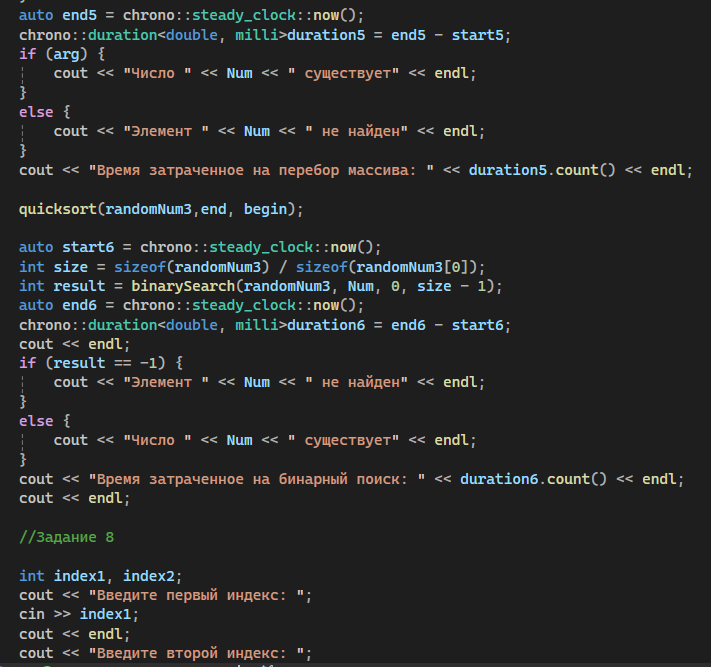 auto end5 = chrono::steady_clock::now();
chrono::duration<double, milli>duration5 = end5 - start5;
if (arg) {
cout << "Число " << Num << " существует" << endl;
}
else {
cout << "Элемент " << Num << " не найден" << endl;
}
cout << "Время затраченное на перебор массива: " << duration5.count() << endl;
quicksort(randomNum3,end, begin);
auto start6 = chrono::steady_clock::now();
int size = sizeof(randomNum3) / sizeof(randomNum3[0]);
int result = binarySearch(randomNum3, Num, 0, size - 1);
auto end6 = chrono::steady_clock::now();
chrono::duration<double, milli>duration6 = end6 - start6;
cout << endl;
if (result == -1) {
cout << "Элемент " << Num << " не найден" << endl;
}
else {
cout << "Число " << Num << " существует" << endl;
}
cout << "Время затраченное на бинарный поиск: " << duration6.count() << endl;
cout << endl;
//Задание 8
int index1, index2;
cout << "Введите первый индекс: ";
cin >> index1;
cout << endl;
cout << "Введите второй индекс: ";